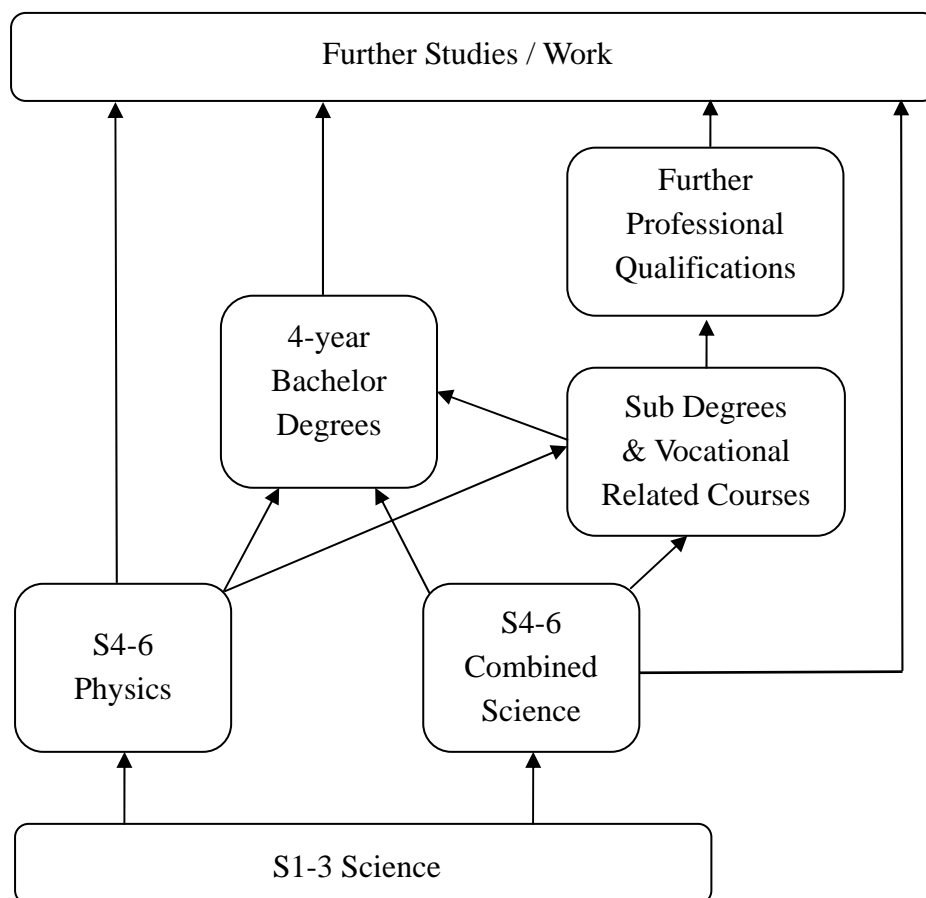 Further Studies / Work
Further
Professional
Qualifications
4-year
Bachelor
Degrees
Sub Degrees
& Vocational
Related Courses
S4-6
Physics
S4-6
Combined
Science
S1-3 Science